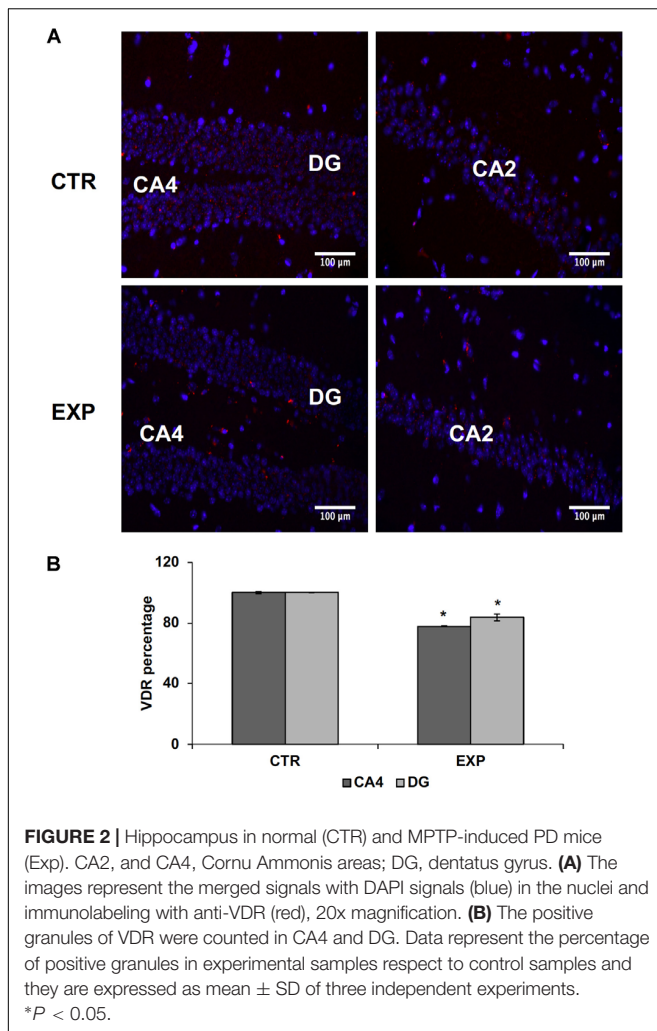 A
CTR
CA4
DG
100 µm
CA2
100 µm
EXP
CA4
DG
100 µm
CA2
100 µm
B
VDR percentage
120
80
40
0
*
*
CTR
EXP
CA4 DG
FIGURE 2 | Hippocampus in normal (CTR) and MPTP-induced PD mice
(Exp). CA2, and CA4, Cornu Ammonis areas; DG, dentatus gyrus. (A) The
images represent the merged signals with DAPI signals (blue) in the nuclei and
immunolabeling with anti-VDR (red), 20x magnification. (B) The positive
granules of VDR were counted in CA4 and DG. Data represent the percentage
of positive granules in experimental samples respect to control samples and
they are expressed as mean ± SD of three independent experiments.
*P < 0.05.